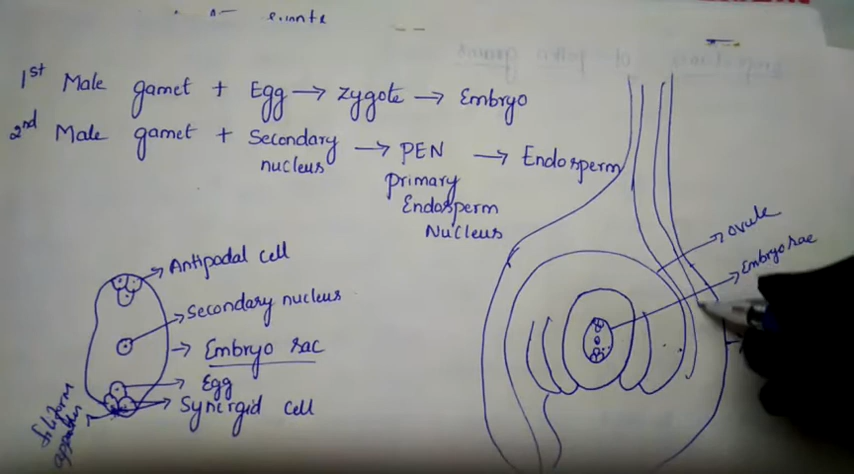 1st Male gamet + Egg → zygote → Embryo
2nd Male gamet + Secondary nucleus → PEN → Endosperm
Primary
Endosperm
Nucleus
Antipodal cell
Secondary nucleus
Embryo sac
Egg
Synergid cell
filiform
ovule
Embryo sac